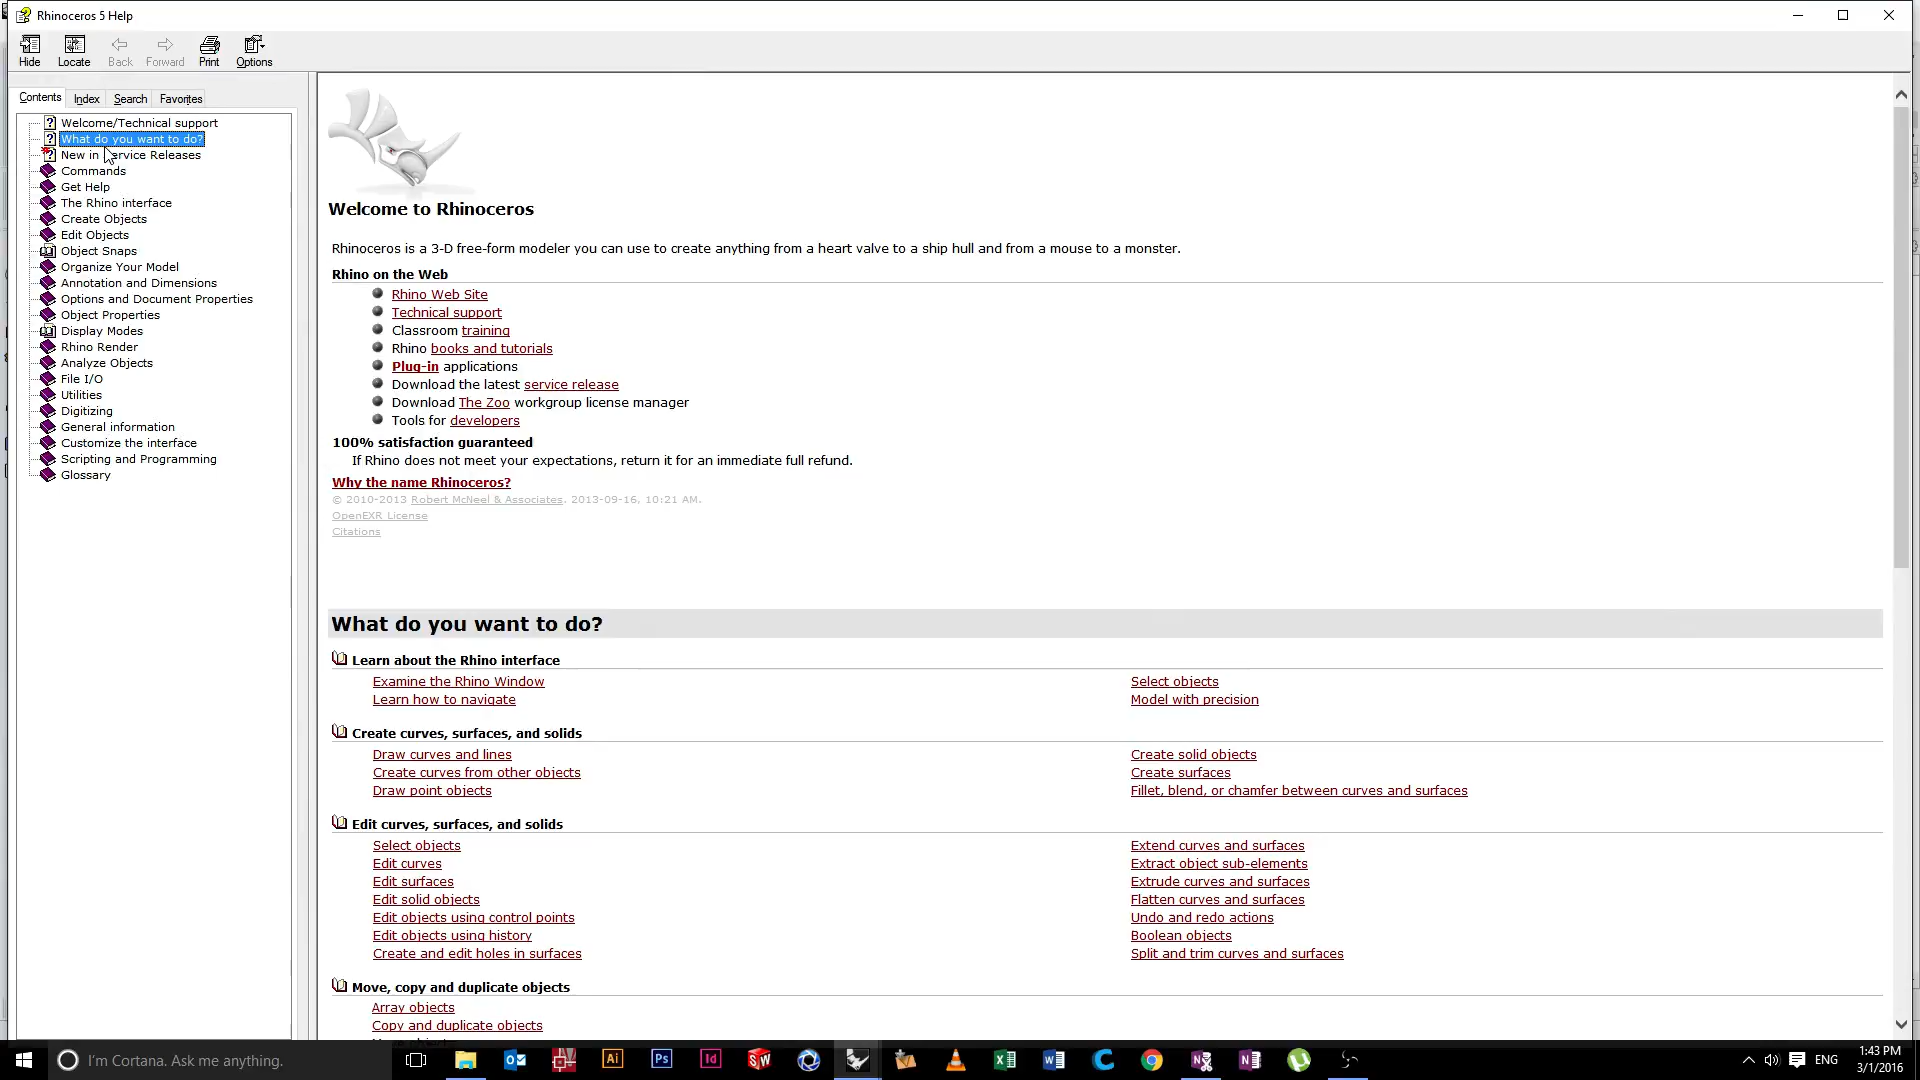 Rhinoceros 5 Help
Hide Locate Back Forward Print Options
Contents Index Search Favorites
Welcome/Technical support
What do you want to do?
New in Service Releases
Commands
Get Help
The Rhino interface
Create Objects
Edit Objects
Object Snaps
Organize Your Model
Annotation and Dimensions
Options and Document Properties
Object Properties
Display Modes
Rhino Render
Analyze Objects
File I/O
Utilities
Digitizing
General information
Customize the interface
Scripting and Programming
Glossary
Welcome to Rhinoceros
Rhinoceros is a 3-D free-form modeler you can use to create anything from a heart valve to a ship hull and from a mouse to a monster.
Rhino on the Web
Rhino Web Site
Technical support
Classroom training
Rhino books and tutorials
Plug-in applications
Download the latest service release
Download The Zoo workgroup license manager
Tools for developers
100% satisfaction guaranteed
If Rhino does not meet your expectations, return it for an immediate full refund.
Why the name Rhinoceros?
© 2010-2013 Robert McNeel & Associates. 2013-09-16, 10:21 AM.
OpenEXR License
Citations
What do you want to do?
Learn about the Rhino interface
Examine the Rhino Window Select objects
Learn how to navigate Model with precision
Create curves, surfaces, and solids
Draw curves and lines Create solid objects
Create curves from other objects Create surfaces
Draw point objects Fillet, blend, or chamfer between curves and surfaces
Edit curves, surfaces, and solids
Select objects Extend curves and surfaces
Edit curves Extract object sub-elements
Edit surfaces Extrude curves and surfaces
Edit solid objects Flatten curves and surfaces
Edit objects using control points Undo and redo actions
Edit objects using history Boolean objects
Create and edit holes in surfaces Split and trim curves and surfaces
Move, copy and duplicate objects
Array objects
Copy and duplicate objects
I'm Cortana. Ask me anything.
ENG
1:43 PM
3/1/2016